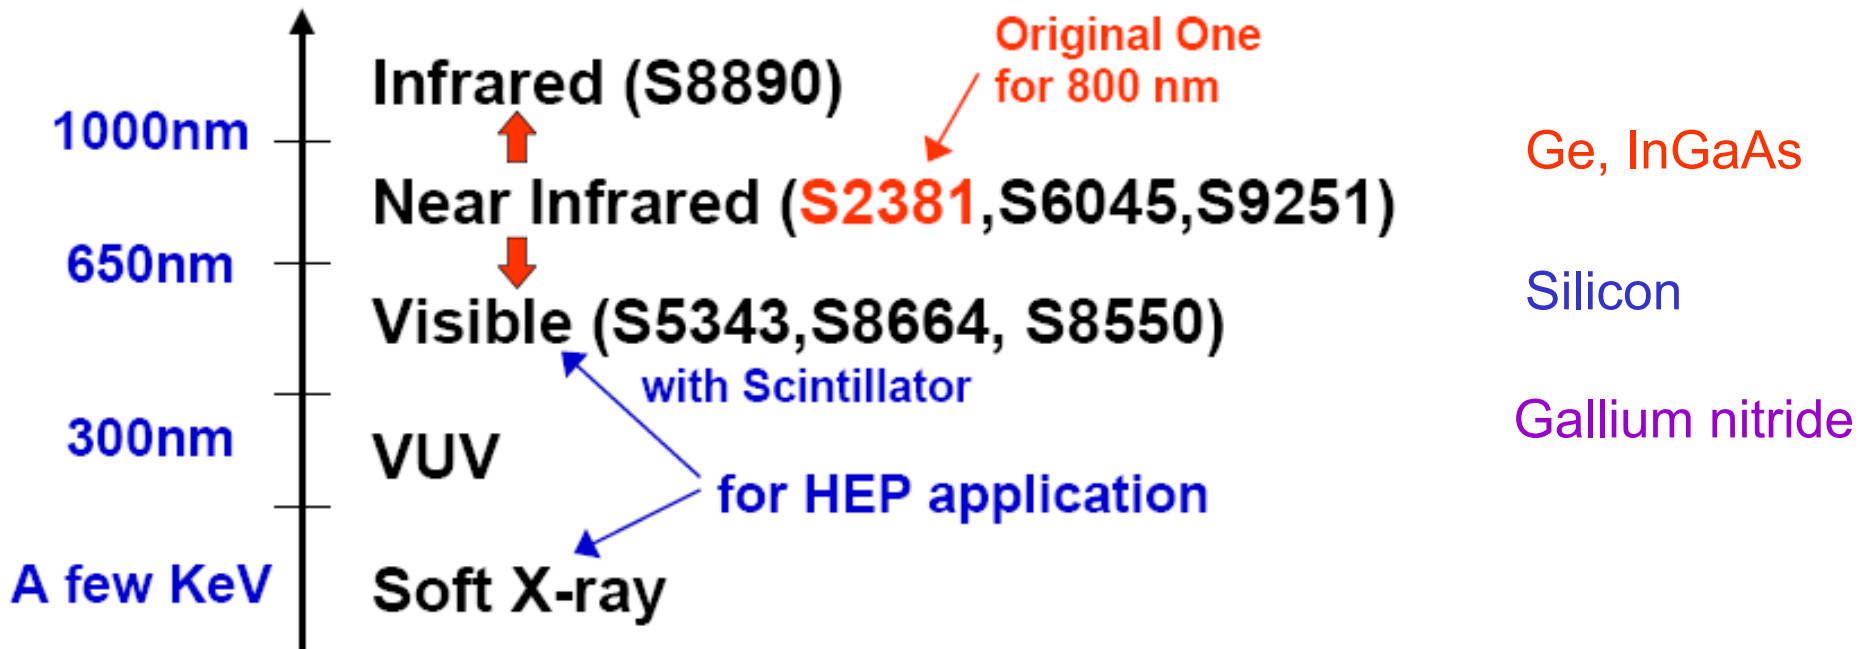 Original One
for 800 nm
Infrared (S8890)
1000nm
Ge, InGaAs
Near Infrared (S2381,S6045,S9251)
650nm
Silicon
Visible (S5343,S8664, S8550)
with Scintillator
Gallium nitride
300nm
VUV
for HEP application
A few KeV
Soft X-ray